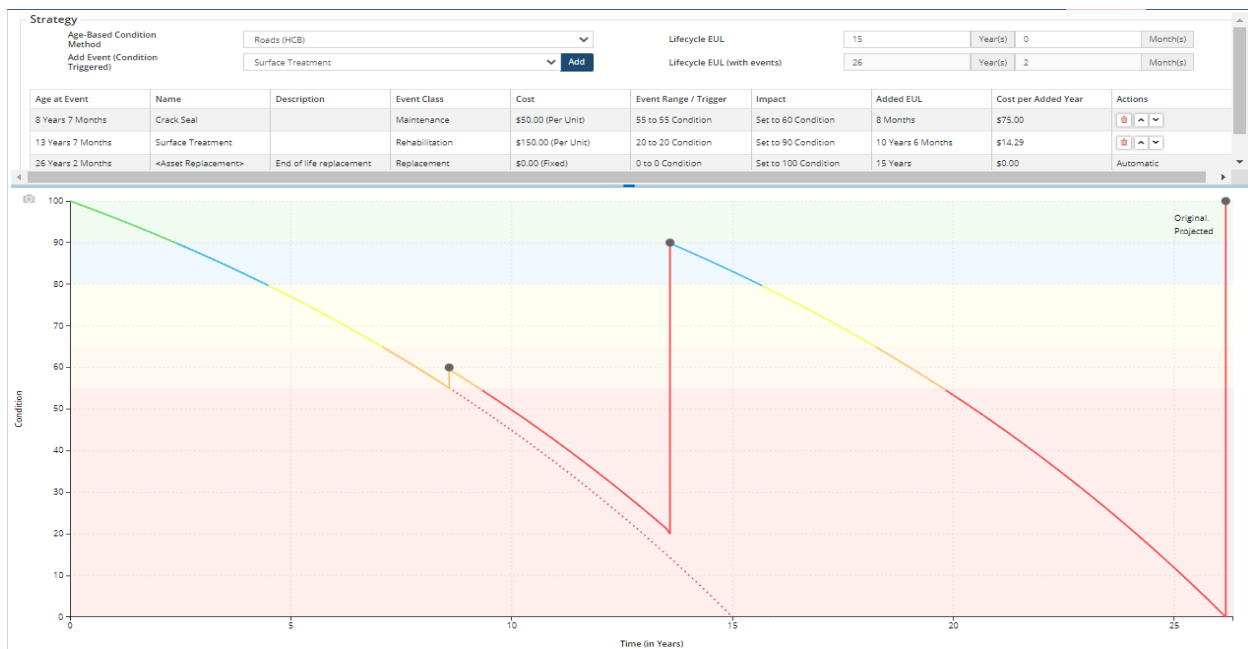 Strategy
Age-Based Condition Method
Roads (HCB)
Lifecycle EUL
15 Year(s) 0 Month(s)
Add Event (Condition Triggered)
Surface Treatment
Add
Lifecycle EUL (with events)
26 Year(s) 2 Month(s)
Age at Event Name Description Event Class Cost Event Range / Trigger Impact Added EUL Cost per Added Year Actions
8 Years 7 Months Crack Seal Maintenance $50.00 (Per Unit) 55 to 55 Condition Set to 60 Condition 8 Months $75.00
13 Years 7 Months Surface Treatment Rehabilitation $150.00 (Per Unit) 20 to 20 Condition Set to 90 Condition 10 Years 6 Months $14.29
26 Years 2 Months <Asset Replacement> End of life replacement Replacement $0.00 (Fixed) 0 to 0 Condition Set to 100 Condition 15 Years $0.00 Automatic
100
Original.
Projected
90
80
70
60
50
40
30
20
10
0
Condition
0 5 10 15 20 25
Time (in Years)